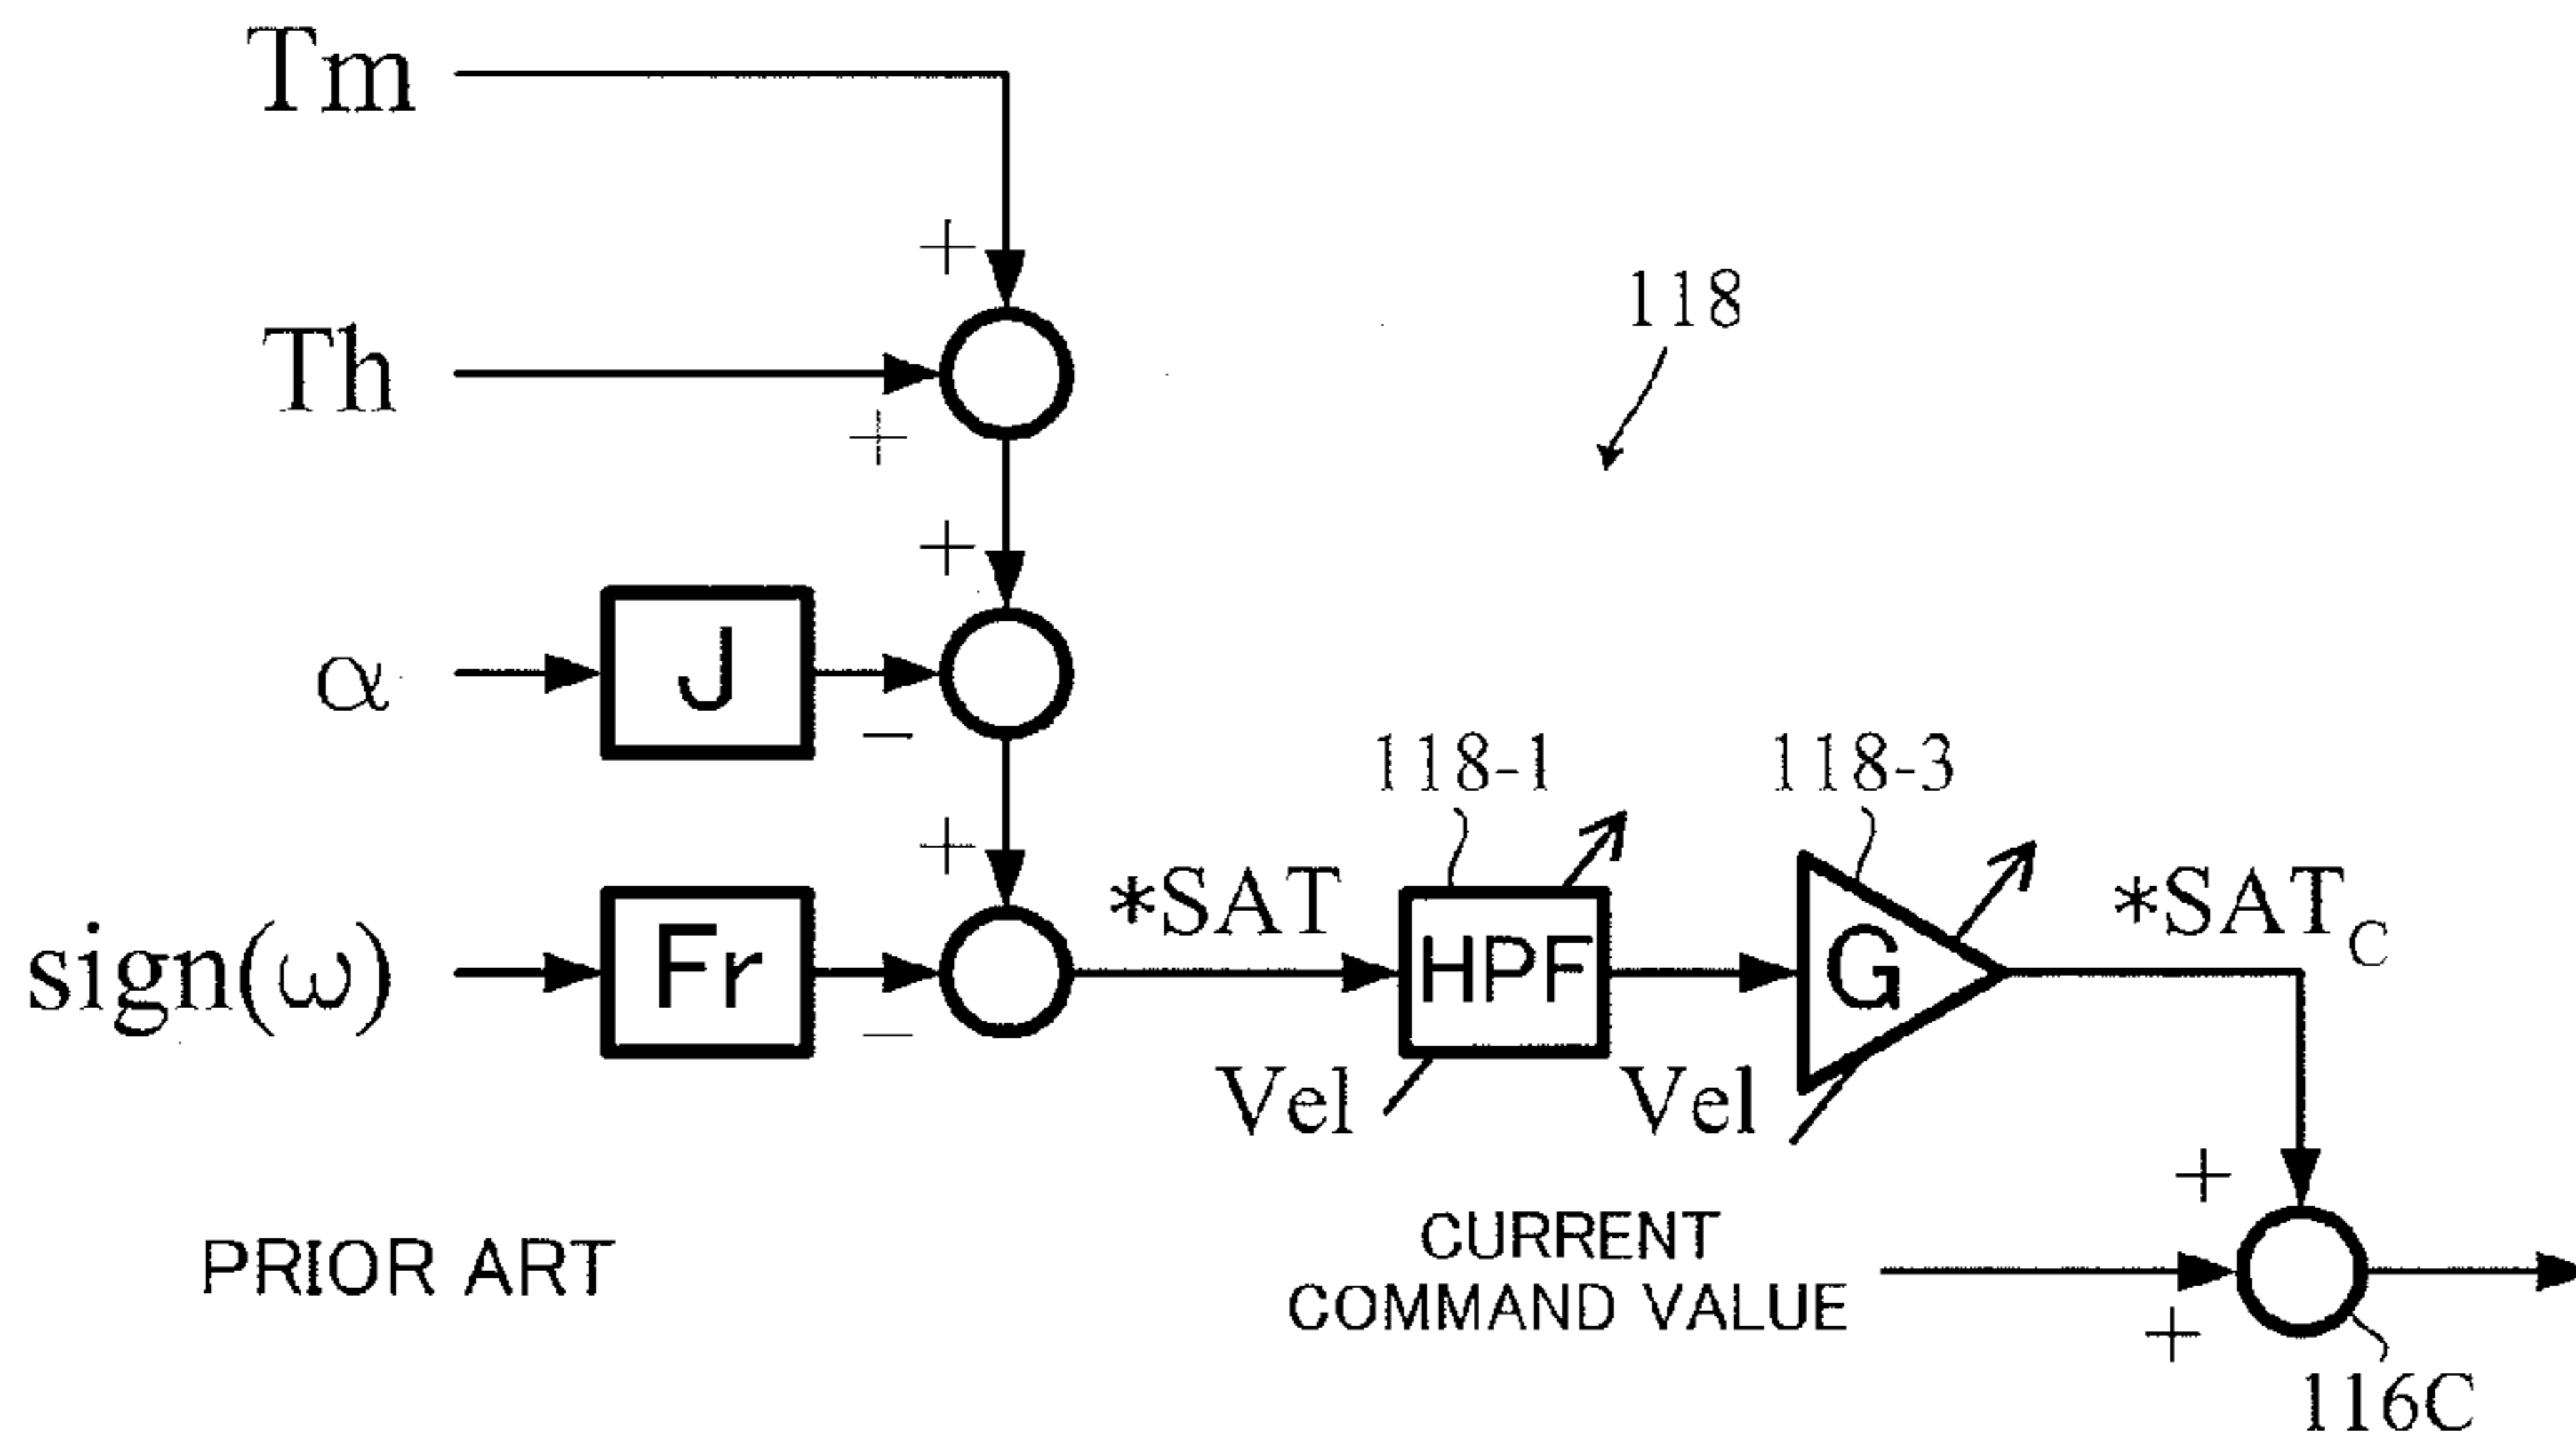 Tm
118
Th
+
+
+
α
J
−
118-1
118-3
+
*SAT
*SAT_C
sign(ω)
Fr
HPF
G
−
Vel
Vel
+
PRIOR ART
CURRENT
COMMAND VALUE
+
116C